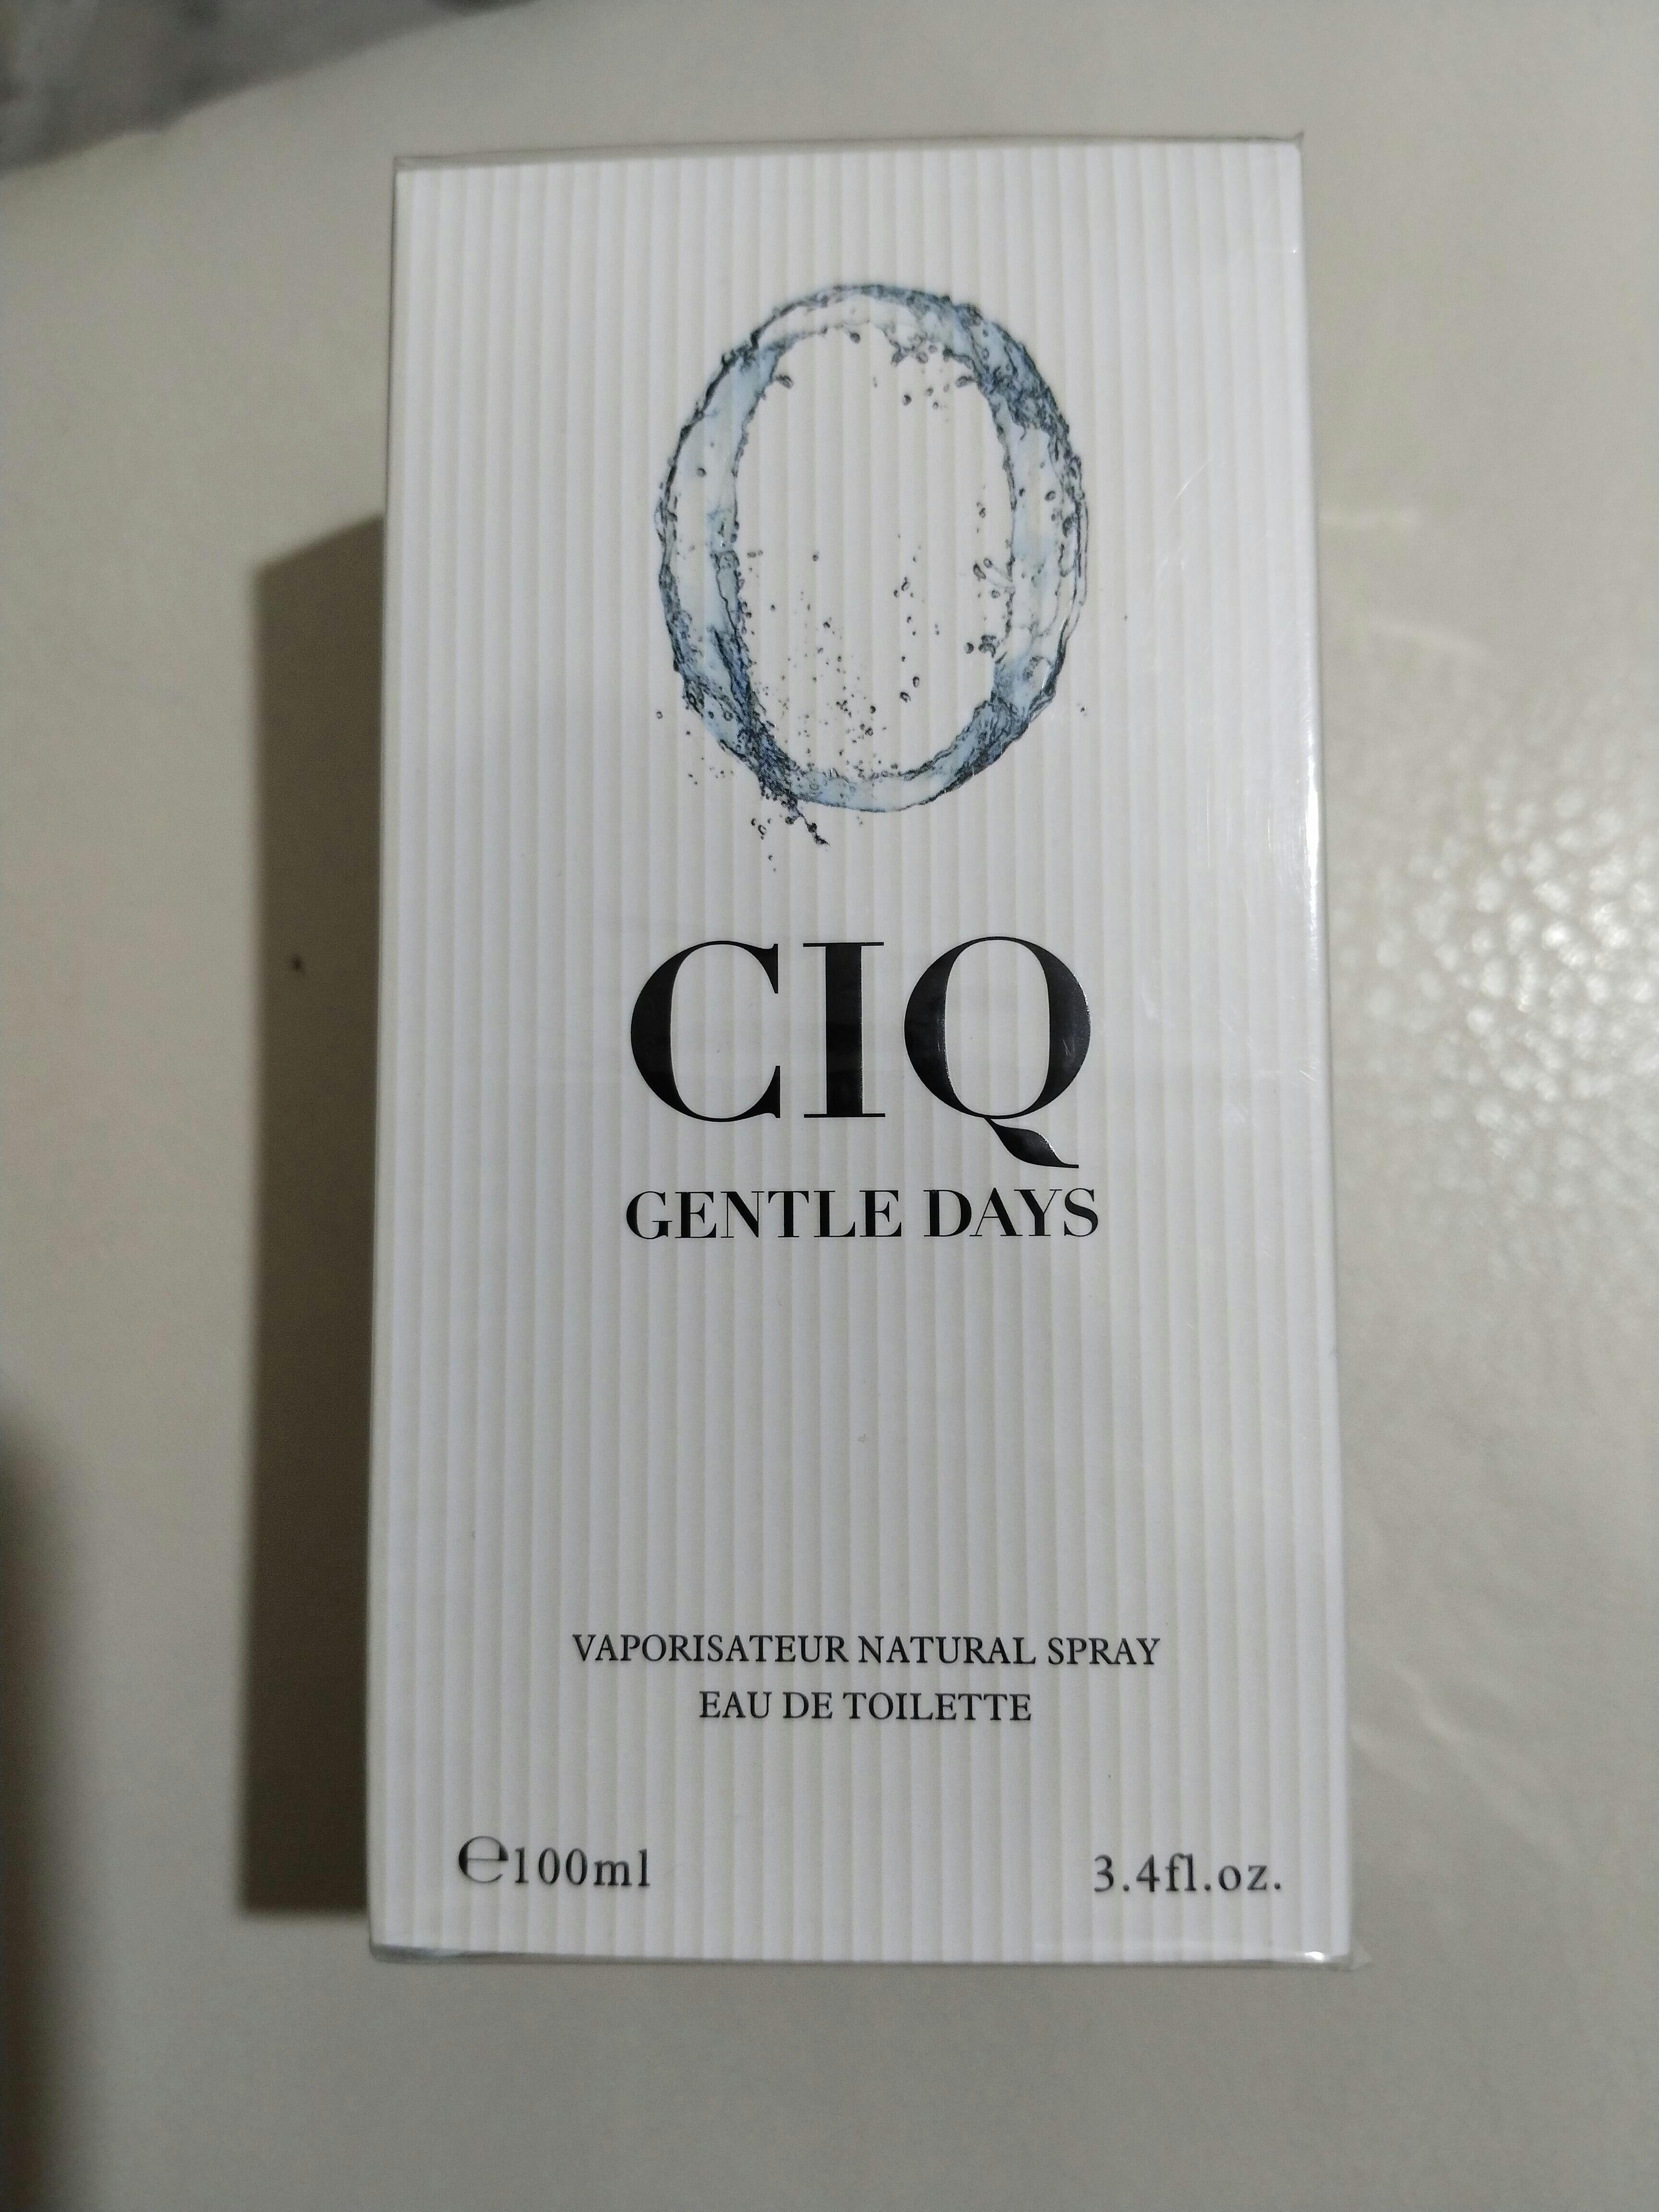 CIQ
GENTLE DAYS
VAPORISATEUR NATURAL SPRAY
EAU DE TOILETTE
℮100ml 3.4fl.oz.